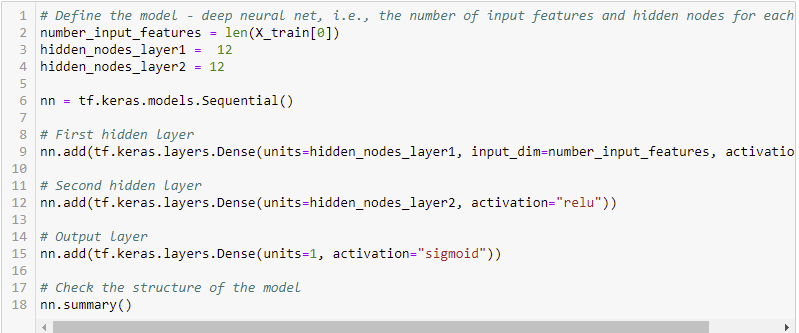 1 # Define the model - deep neural net, i.e., the number of input features and hidden nodes for each
2 number_input_features = len(X_train[0])
3 hidden_nodes_layer1 =  12
4 hidden_nodes_layer2 = 12
5
6 nn = tf.keras.models.Sequential()
7
8 # First hidden layer
9 nn.add(tf.keras.layers.Dense(units=hidden_nodes_layer1, input_dim=number_input_features, activatio
10
11 # Second hidden layer
12 nn.add(tf.keras.layers.Dense(units=hidden_nodes_layer2, activation="relu"))
13
14 # Output layer
15 nn.add(tf.keras.layers.Dense(units=1, activation="sigmoid"))
16
17 # Check the structure of the model
18 nn.summary()